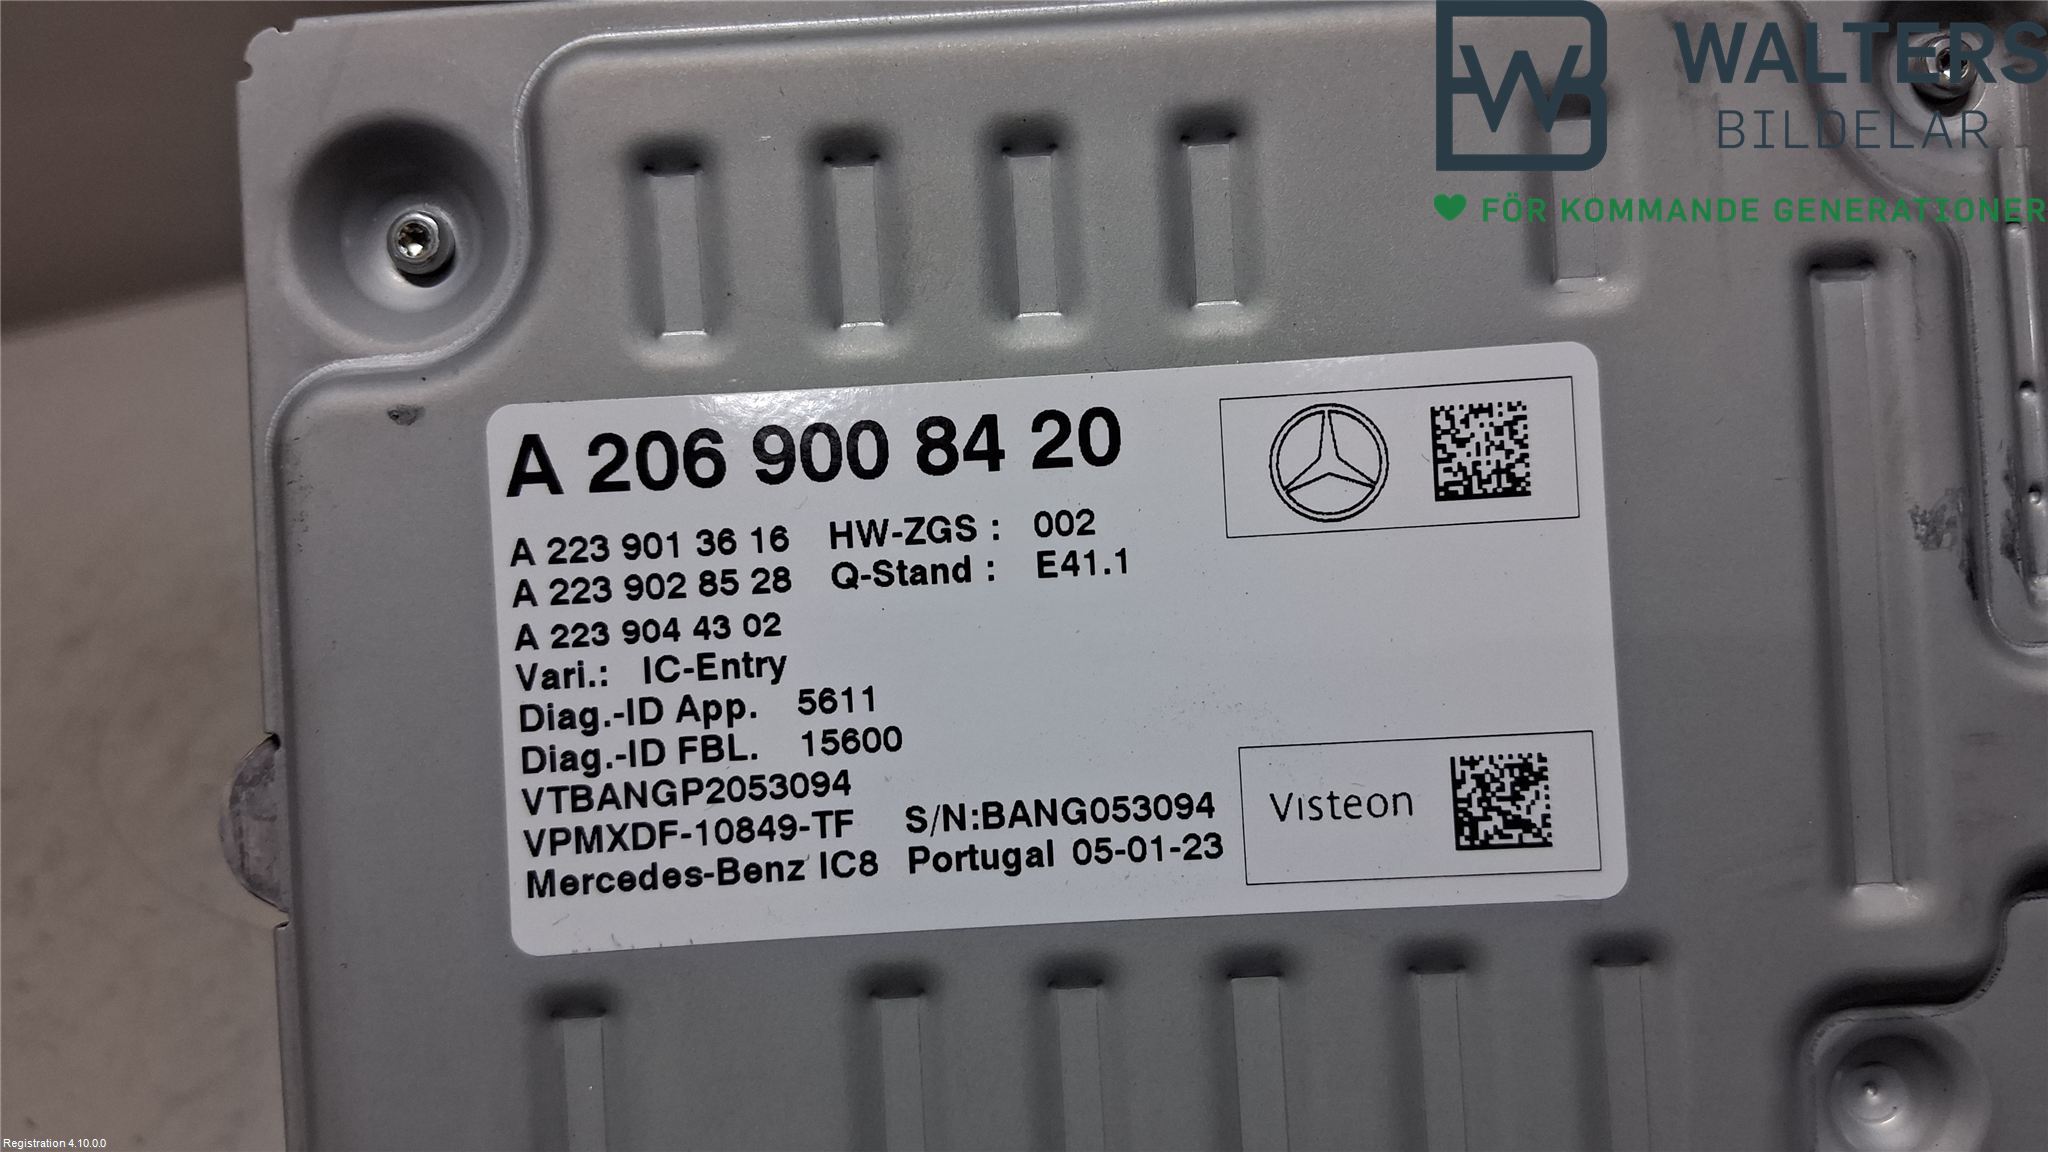 WALTERS
BILDELAR
FÖR KOMMANDE GENERATIONER
A 206 900 84 20
A 223 901 36 16 HW-ZGS : 002
A 223 902 85 28 Q-Stand : E41.1
A 223 904 43 02
Vari.: IC-Entry
Diag.-ID App. 5611
Diag.-ID FBL. 15600
VTBANGP2053094
VPMXDF-10849-TF S/N:BANG053094
Mercedes-Benz IC8 Portugal 05-01-23
Visteon
Registration 4.10.0.0